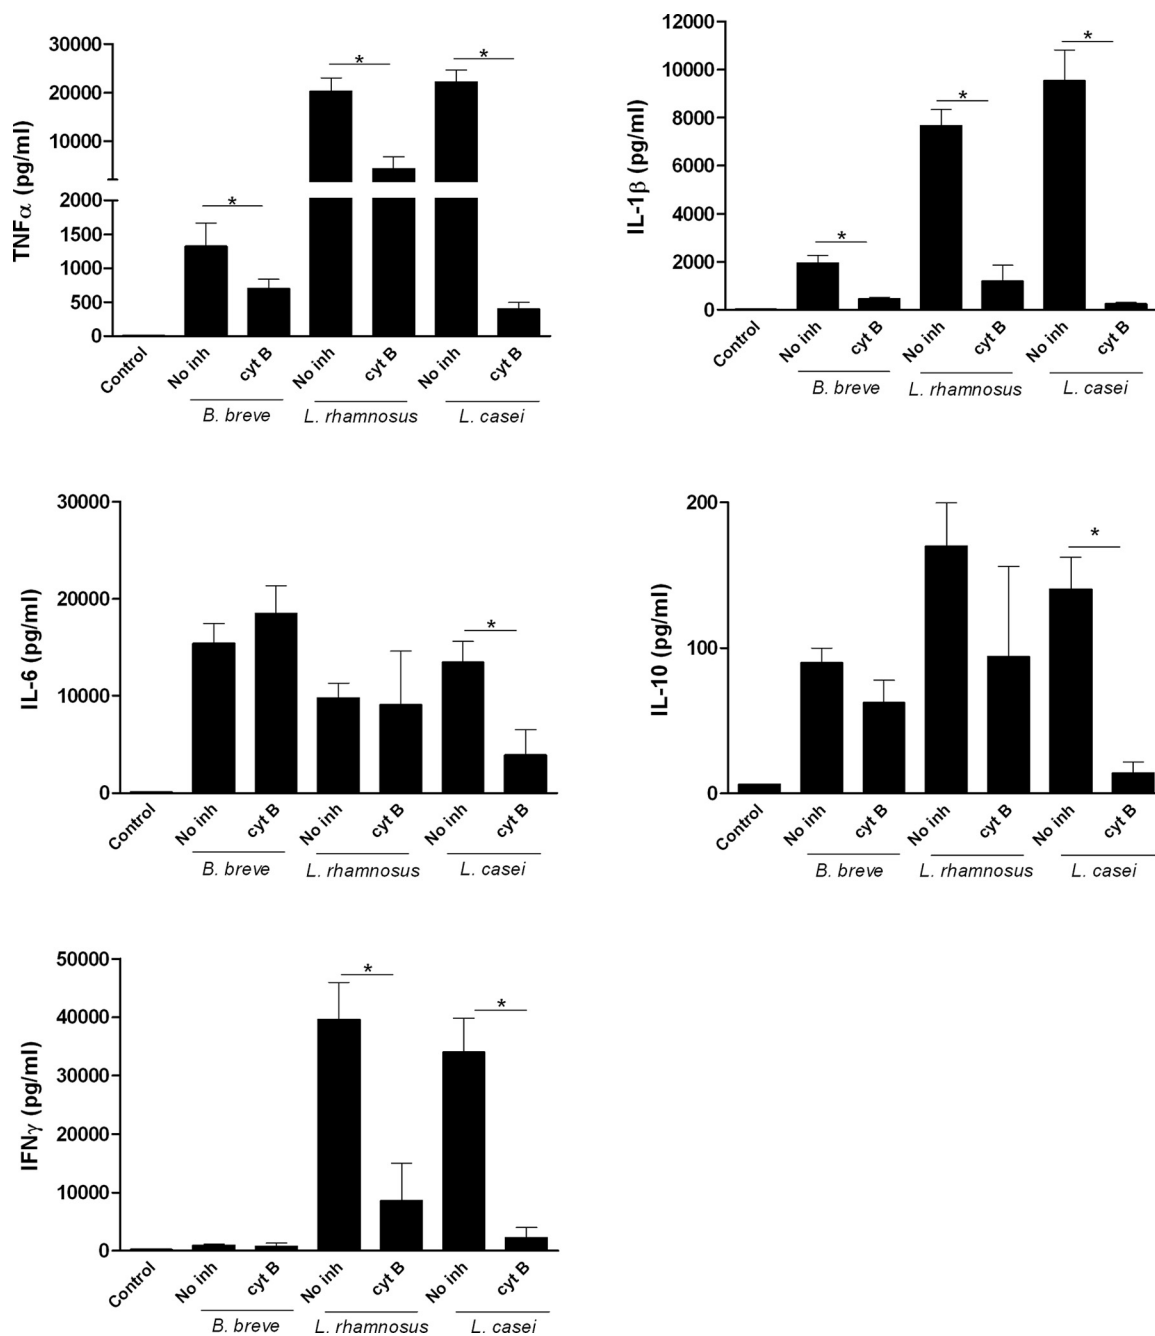 TNFα (pg/ml)
30000
20000
10000
2000
1500
1000
500
0
* * *
Control No inh cyt B No inh cyt B No inh cyt B
B. breve L. rhamnosus L. casei
IL-1β (pg/ml)
12000
10000
8000
6000
4000
2000
0
* * *
Control No inh cyt B No inh cyt B No inh cyt B
B. breve L. rhamnosus L. casei
IL-6 (pg/ml)
30000
20000
10000
0
*
Control No inh cyt B No inh cyt B No inh cyt B
B. breve L. rhamnosus L. casei
IL-10 (pg/ml)
200
100
0
*
Control No inh cyt B No inh cyt B No inh cyt B
B. breve L. rhamnosus L. casei
IFNγ (pg/ml)
50000
40000
30000
20000
10000
0
* *
Control No inh cyt B No inh cyt B No inh cyt B
B. breve L. rhamnosus L. casei